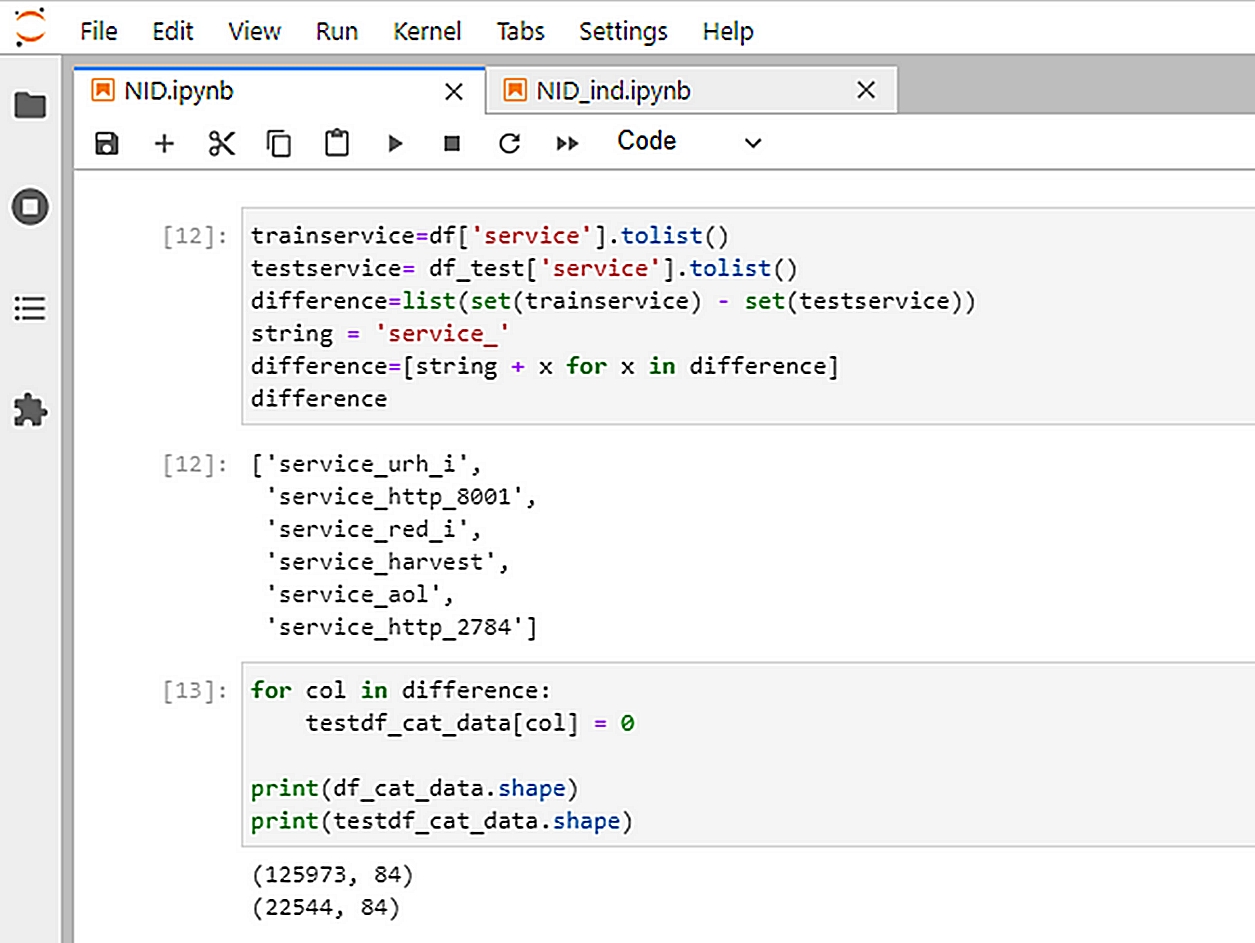 File Edit View Run Kernel Tabs Settings Help
NID.ipynb NID_ind.ipynb
Code
[12]: trainservice=df['service'].tolist()
testservice= df_test['service'].tolist()
difference=list(set(trainservice) - set(testservice))
string = 'service_'
difference=[string + x for x in difference]
difference
[12]: ['service_urh_i',
'service_http_8001',
'service_red_i',
'service_harvest',
'service_aol',
'service_http_2784']
[13]: for col in difference:
testdf_cat_data[col] = 0
print(df_cat_data.shape)
print(testdf_cat_data.shape)
(125973, 84)
(22544, 84)